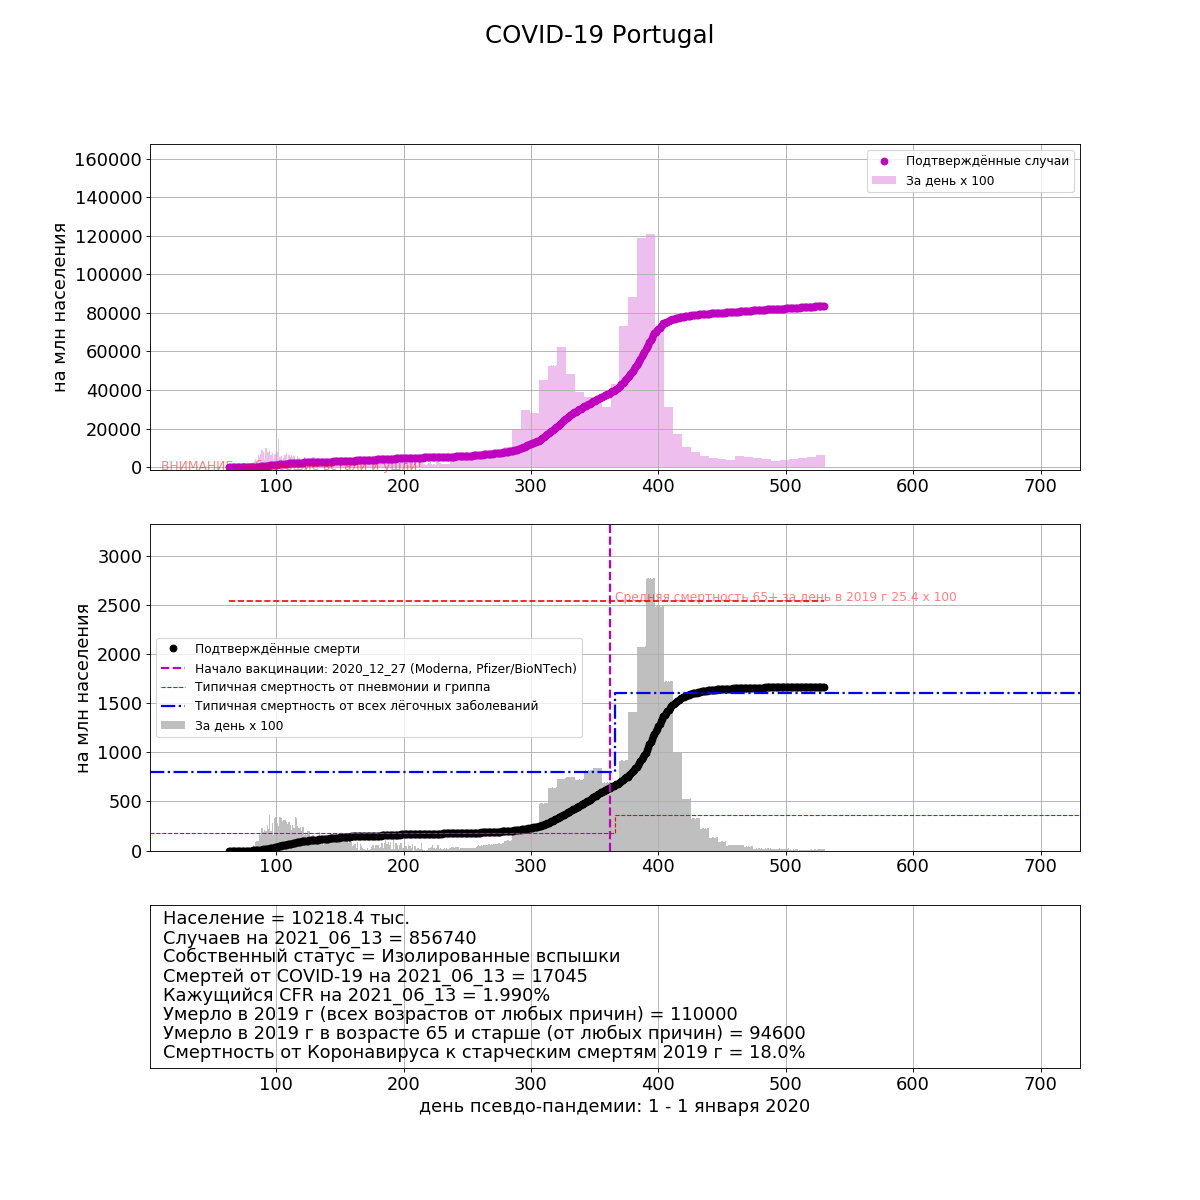 COVID-19 Portugal
160000
140000
120000
100000
80000
60000
40000
20000
0
на млн населения
Подтверждённые случаи
За день x 100
ВНИМАНИЕ
100 200 300 400 500 600 700
3000
2500
2000
1500
1000
500
0
на млн населения
Средняя смертность 65+ за день в 2019 г 25.4 x 100
Подтверждённые смерти
Начало вакцинации: 2020_12_27 (Moderna, Pfizer/BioNTech)
Типичная смертность от пневмонии и гриппа
Типичная смертность от всех лёгочных заболеваний
За день x 100
100 200 300 400 500 600 700
Население = 10218.4 тыс.
Случаев на 2021_06_13 = 856740
Собственный статус = Изолированные вспышки
Смертей от COVID-19 на 2021_06_13 = 17045
Кажущийся CFR на 2021_06_13 = 1.990%
Умерло в 2019 г (всех возрастов от любых причин) = 110000
Умерло в 2019 г в возрасте 65 и старше (от любых причин) = 94600
Смертность от Коронавируса к старческим смертям 2019 г = 18.0%
100 200 300 400 500 600 700
день псевдо-пандемии: 1 - 1 января 2020